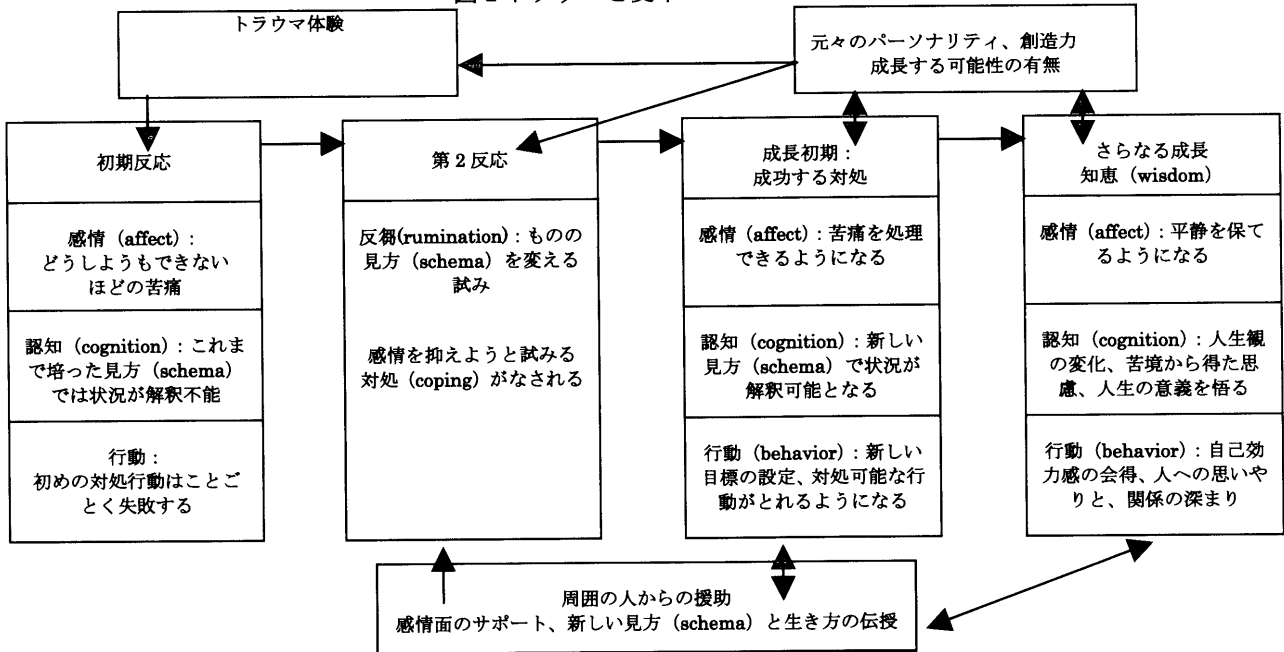 トラウマ体験
元々のパーソナリティ、創造力
成長する可能性の有無
初期反応
感情（affect）：
どうしようもできない
ほどの苦痛
認知（cognition）：これま
で培った見方（schema）
では状況が解釈不能
行動：
初めの対処行動はことご
とく失敗する
第2反応
反芻(rumination)：ものの
見方（schema）を変える
試み
感情を抑えようと試みる
対処（coping）がなされる
成長初期：
成功する対処
感情（affect）：苦痛を処理
できるようになる
認知（cognition）：新しい
見方（schema）で状況が
解釈可能となる
行動（behavior）：新しい
目標の設定、対処可能な行
動がとれるようになる
さらなる成長
知恵（wisdom）
感情（affect）：平静を保て
るようになる
認知（cognition）：人生観
の変化、苦境から得た思
慮、人生の意義を悟る
行動（behavior）：自己効
力感の会得、人への思いや
りと、関係の深まり
周囲の人からの援助
感情面のサポート、新しい見方（schema）と生き方の伝授